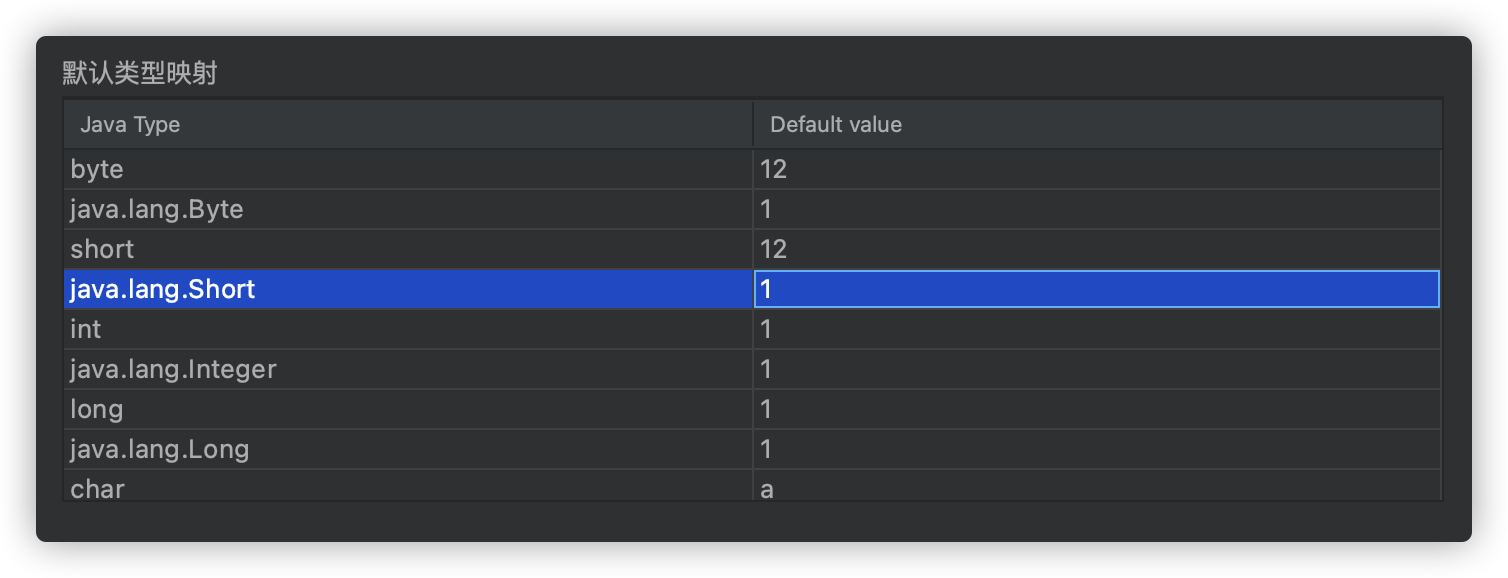 默认类型映射
Java Type Default value
byte 12
java.lang.Byte 1
short 12
java.lang.Short 1
int 1
java.lang.Integer 1
long 1
java.lang.Long 1
char a